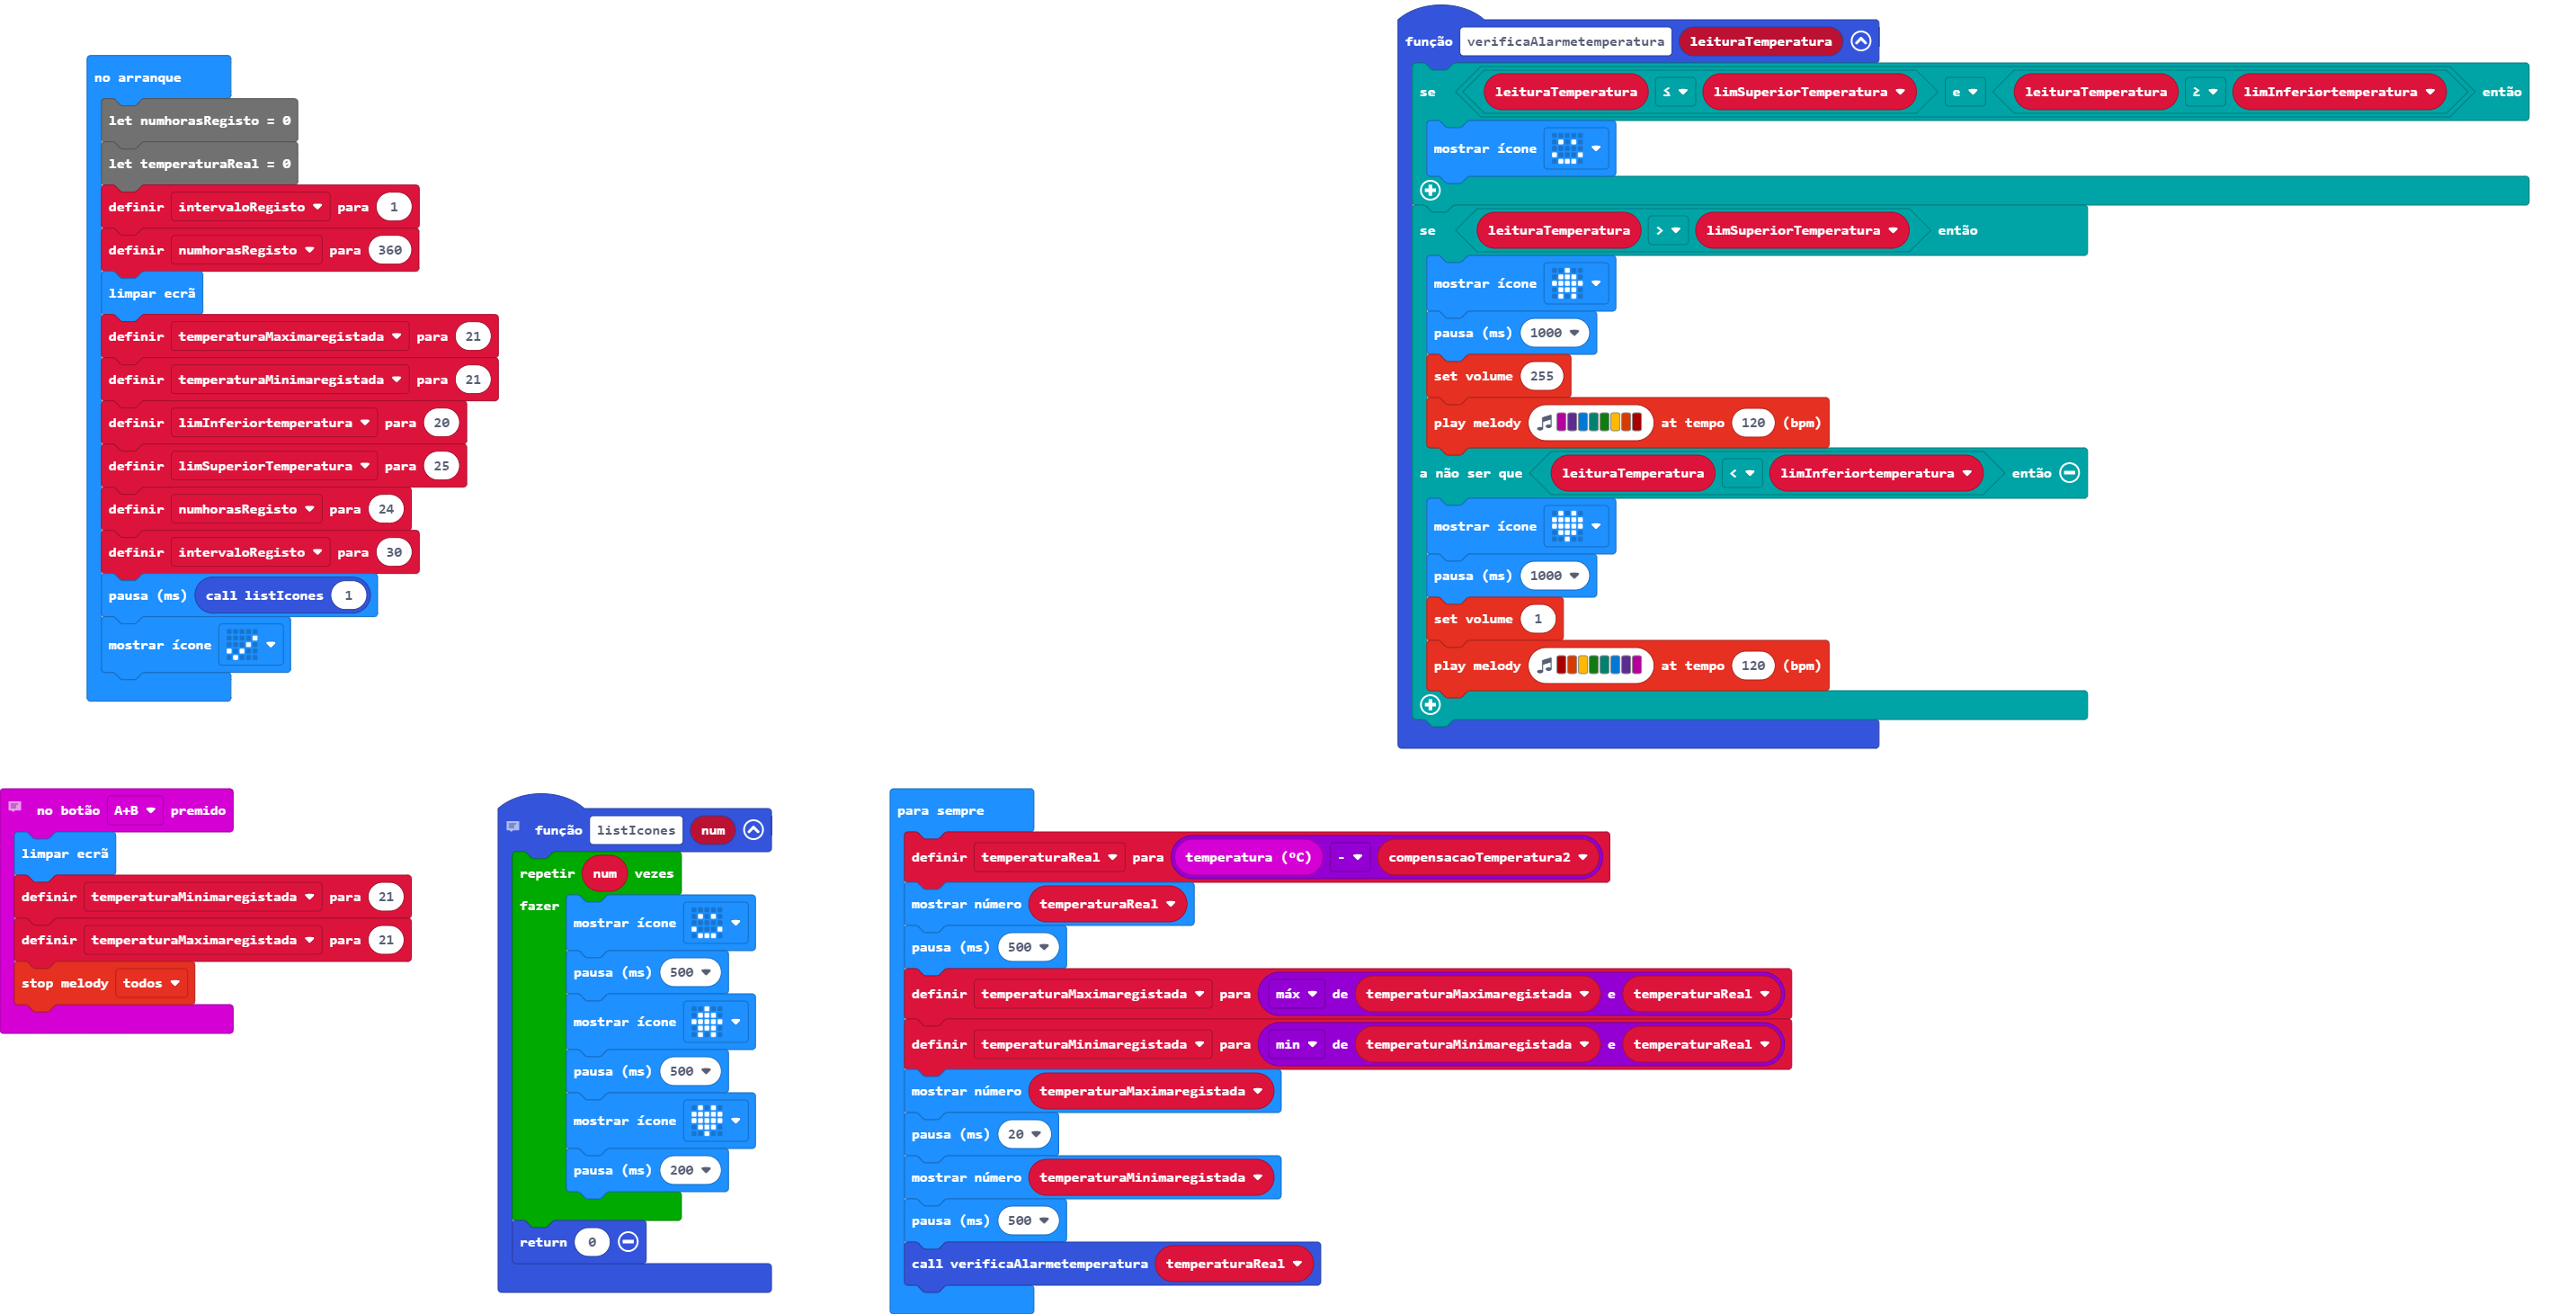 no arranque
let numhorasRegisto = 0
let temperaturaReal = 0
definir intervaloRegisto para 1
definir numhorasRegisto para 360
limpar ecrã
definir temperaturaMaximaregistada para 21
definir temperaturaMinimaregistada para 21
definir limInferiortemperatura para 20
definir limSuperiorTemperatura para 25
definir numhorasRegisto para 24
definir intervaloRegisto para 30
pausa (ms) call listIcones 1
mostrar ícone
função verificaAlarmetemperatura leituraTemperatura
se leituraTemperatura ≤ limSuperiorTemperatura e leituraTemperatura ≥ limInferiortemperatura então
mostrar ícone
se leituraTemperatura > limSuperiorTemperatura então
mostrar ícone
pausa (ms) 1000
set volume 255
play melody at tempo 120 (bpm)
a não ser que leituraTemperatura < limInferiortemperatura então
mostrar ícone
pausa (ms) 1000
set volume 1
play melody at tempo 120 (bpm)
no botão A+B premido
limpar ecrã
definir temperaturaMinimaregistada para 21
definir temperaturaMaximaregistada para 21
stop melody todos
função listIcones num
repetir num vezes
fazer
mostrar ícone
pausa (ms) 500
mostrar ícone
pausa (ms) 500
mostrar ícone
pausa (ms) 200
return 0
para sempre
definir temperaturaReal para temperatura (ºC) - compensacaoTemperatura2
mostrar número temperaturaReal
pausa (ms) 500
definir temperaturaMaximaregistada para máx de temperaturaMaximaregistada e temperaturaReal
definir temperaturaMinimaregistada para min de temperaturaMinimaregistada e temperaturaReal
mostrar número temperaturaMaximaregistada
pausa (ms) 20
mostrar número temperaturaMinimaregistada
pausa (ms) 500
call verificaAlarmetemperatura temperaturaReal